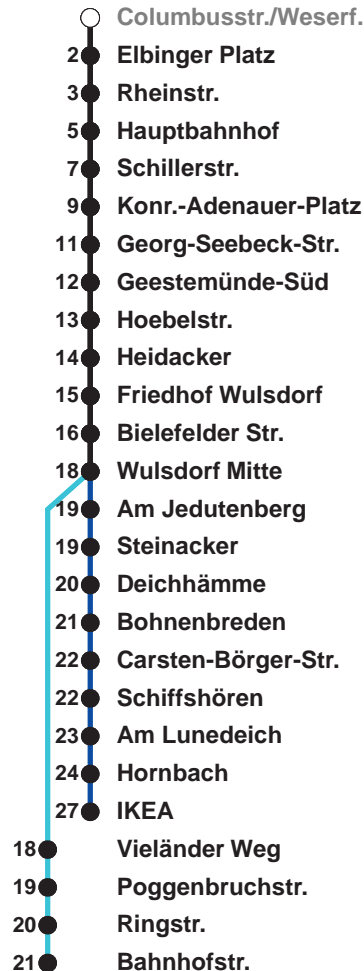 Columbusstr./Weserf.
2 Elbinger Platz
3 Rheinstr.
5 Hauptbahnhof
7 Schillerstr.
9 Konr.-Adenauer-Platz
11 Georg-Seebeck-Str.
12 Geestemünde-Süd
13 Hoebelstr.
14 Heidacker
15 Friedhof Wulsdorf
16 Bielefelder Str.
18 Wulsdorf Mitte
19 Am Jedutenberg
19 Steinacker
20 Deichhämme
21 Bohnenbreden
22 Carsten-Börger-Str.
22 Schiffshören
23 Am Lunedeich
24 Hornbach
27 IKEA
18 Vieländer Weg
19 Poggenbruchstr.
20 Ringstr.
21 Bahnhofstr.